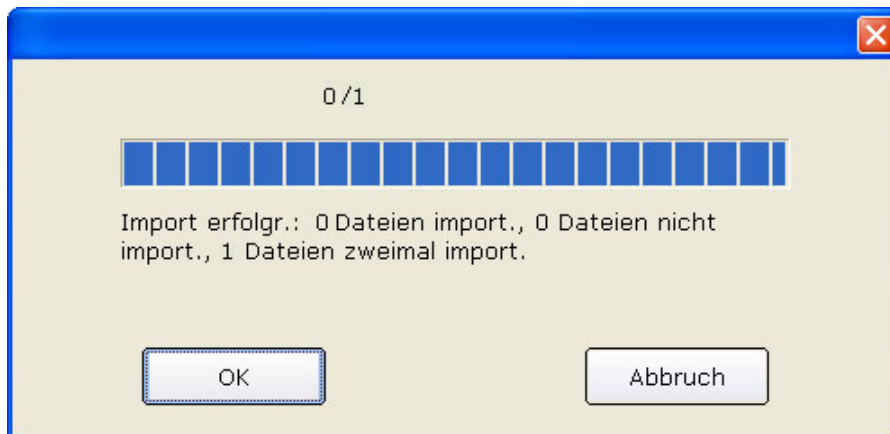 0/1
Import erfolgr.: 0 Dateien import., 0 Dateien nicht
import., 1 Dateien zweimal import.
OK
Abbruch